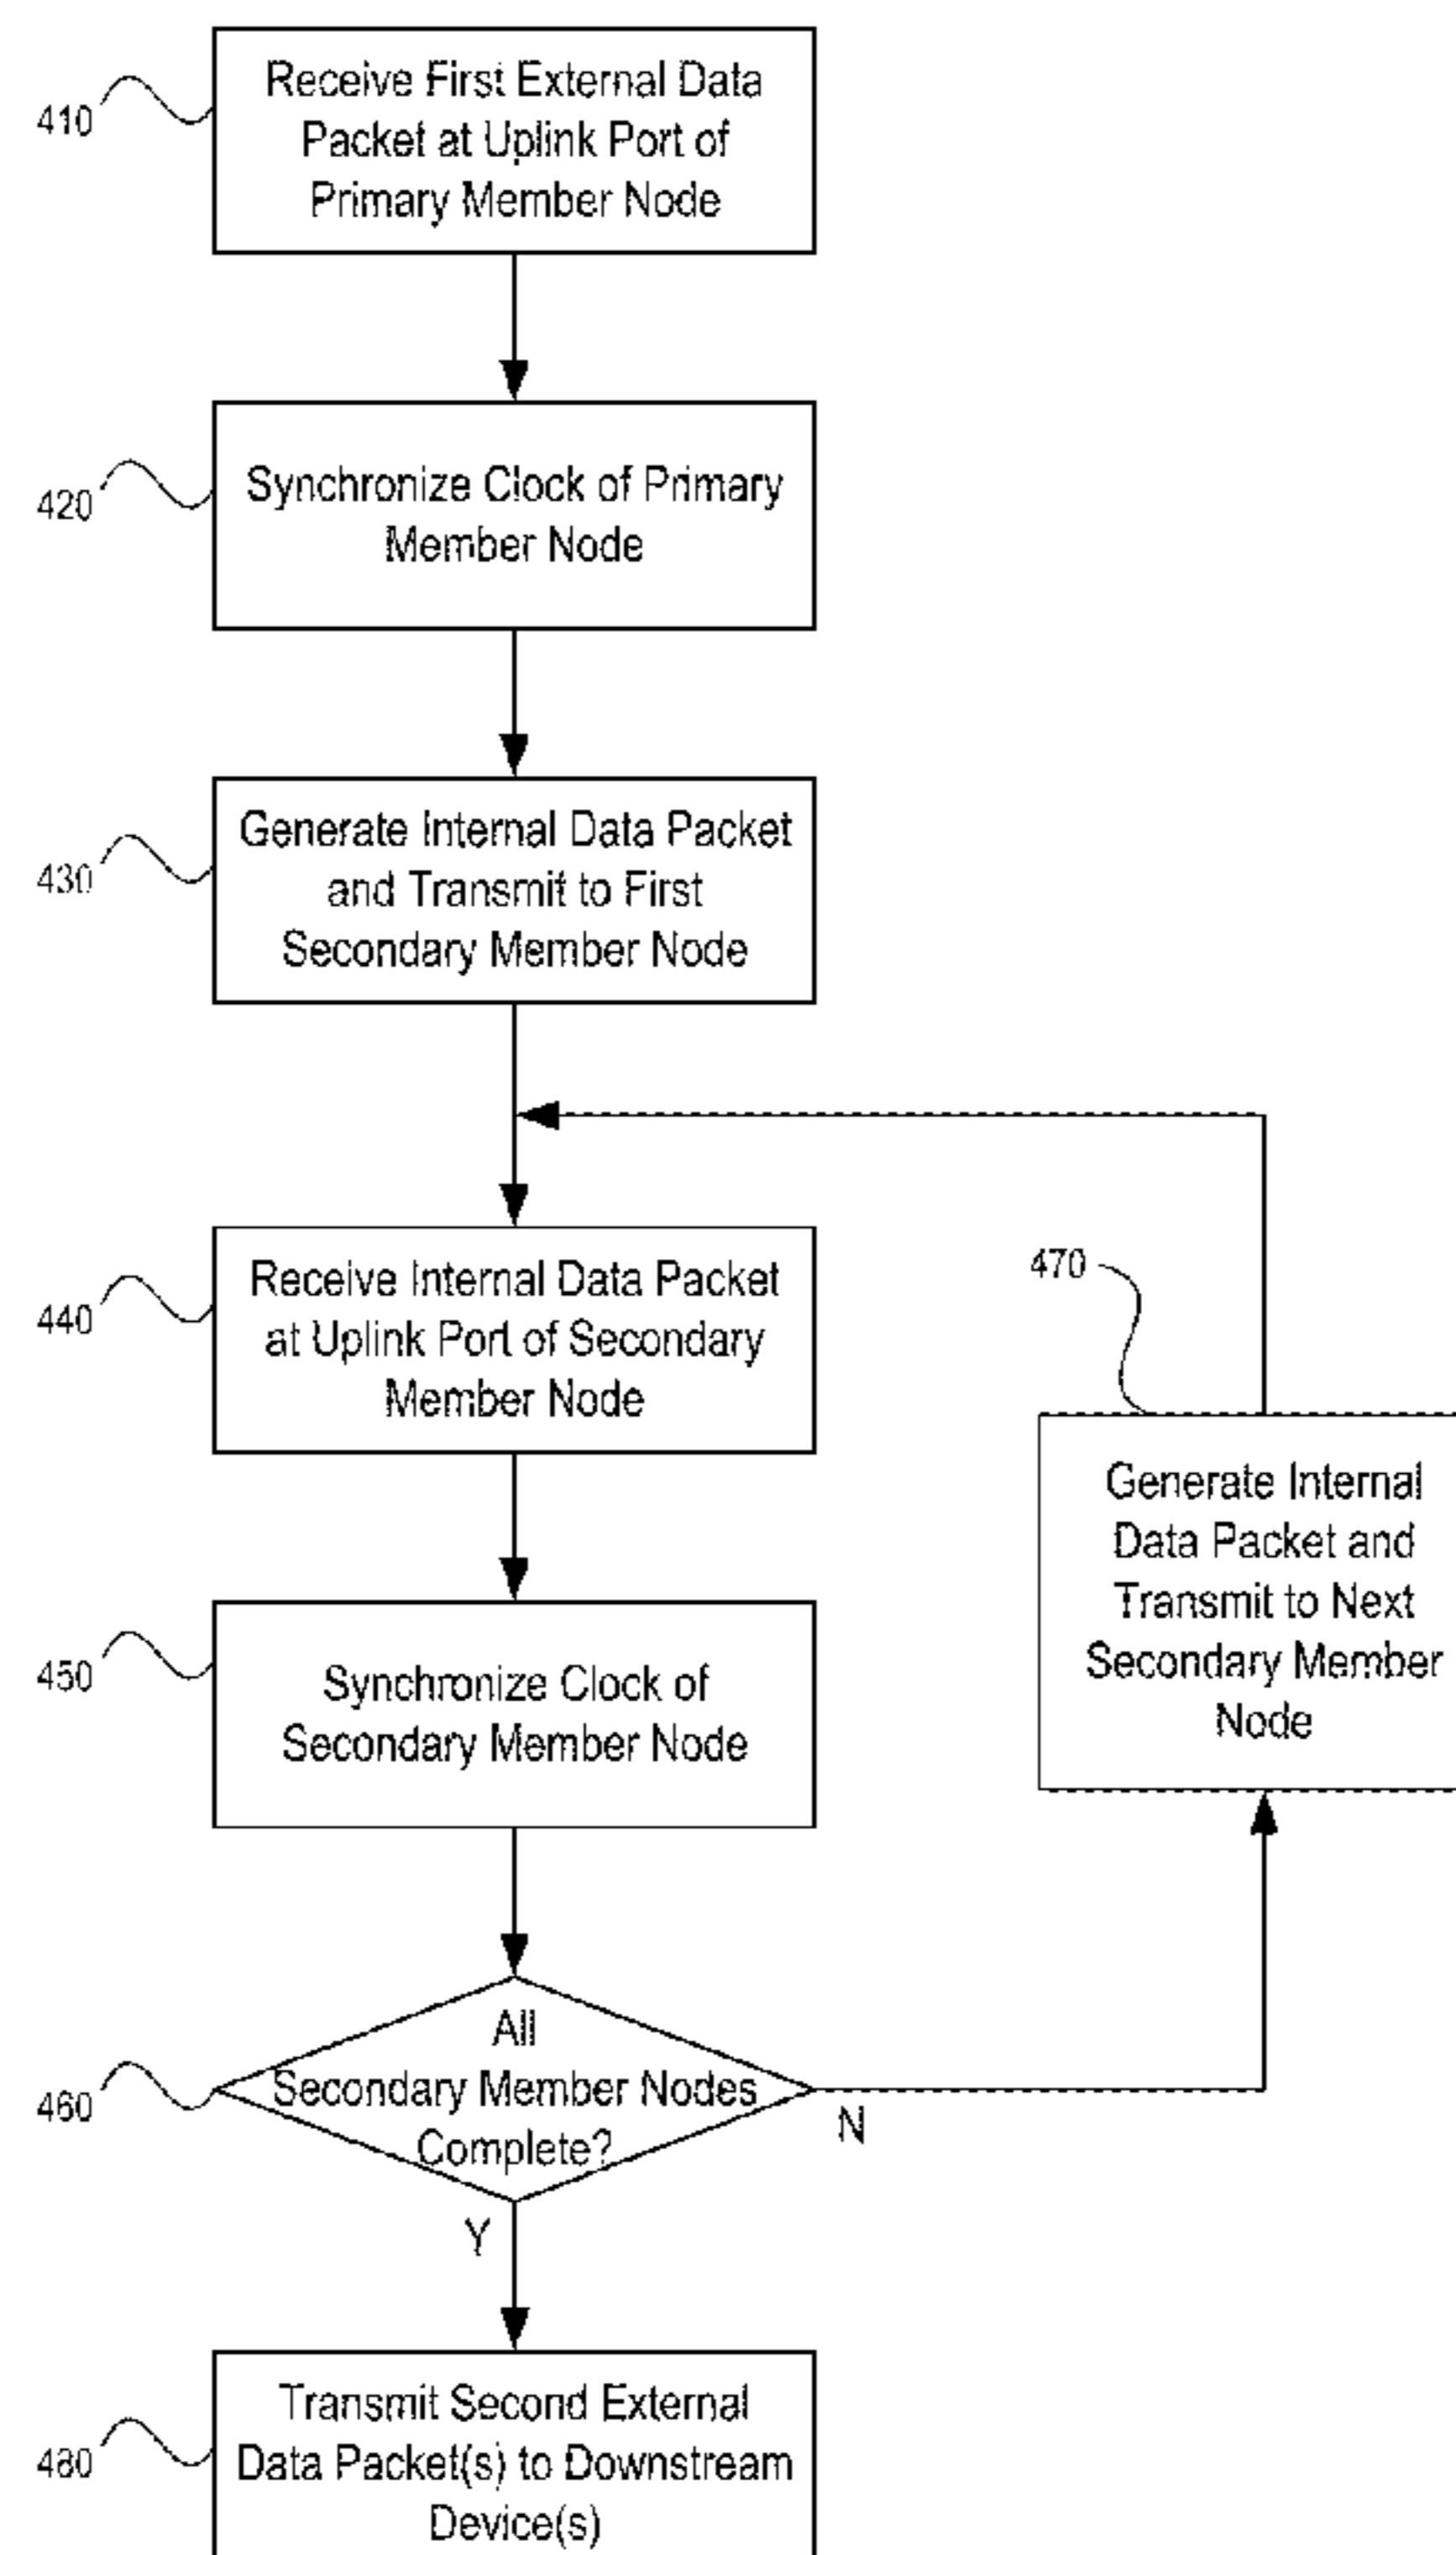 410
Receive First External Data
Packet at Uplink Port of
Primary Member Node
420
Synchronize Clock of Primary
Member Node
430
Generate Internal Data Packet
and Transmit to First
Secondary Member Node
440
Receive Internal Data Packet
at Uplink Port of Secondary
Member Node
470
Generate Internal
Data Packet and
Transmit to Next
Secondary Member
Node
450
Synchronize Clock of
Secondary Member Node
460
All
Secondary Member Nodes
Complete?
N
Y
480
Transmit Second External
Data Packet(s) to Downstream
Device(s)